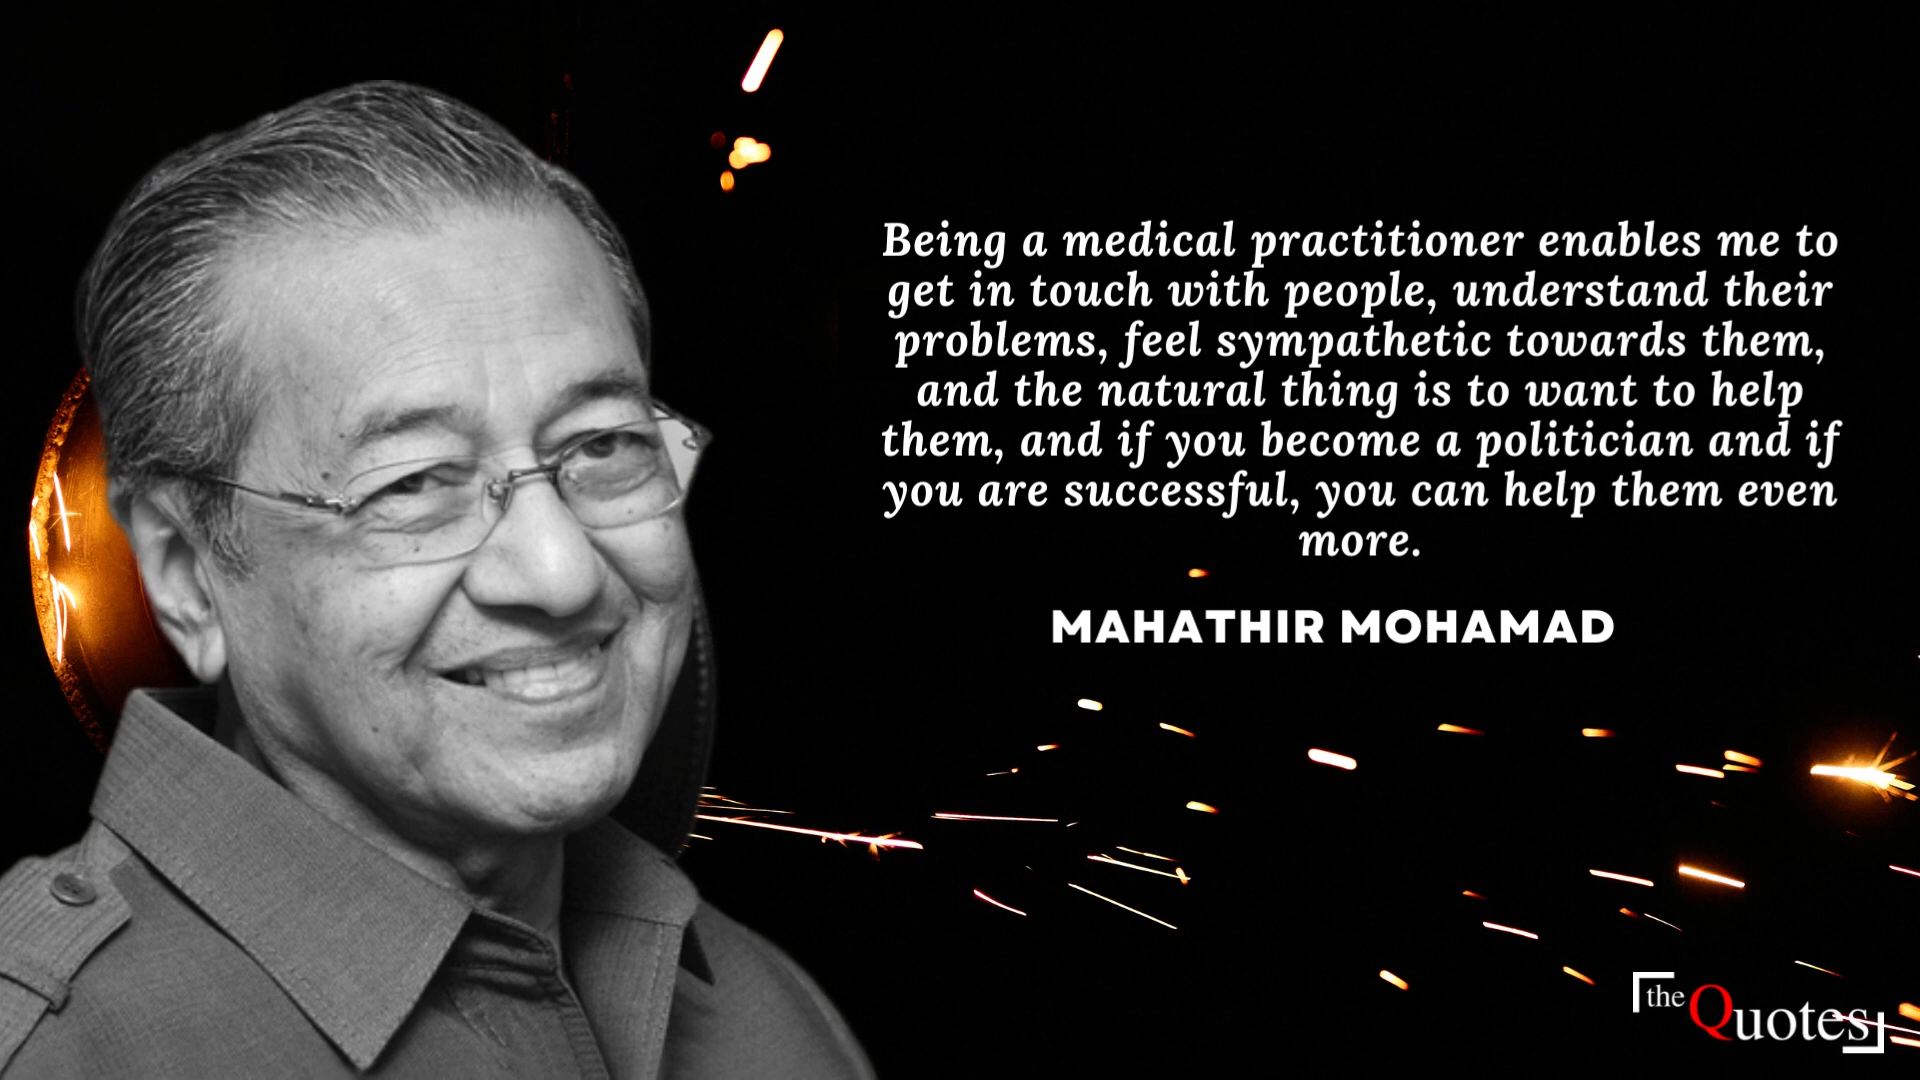 Being a medical practitioner enables me to
get in touch with people, understand their
problems, feel sympathetic towards them,
and the natural thing is to want to help
them, and if you become a politician and if
you are successful, you can help them even
more.
MAHATHIR MOHAMAD
the Quotes